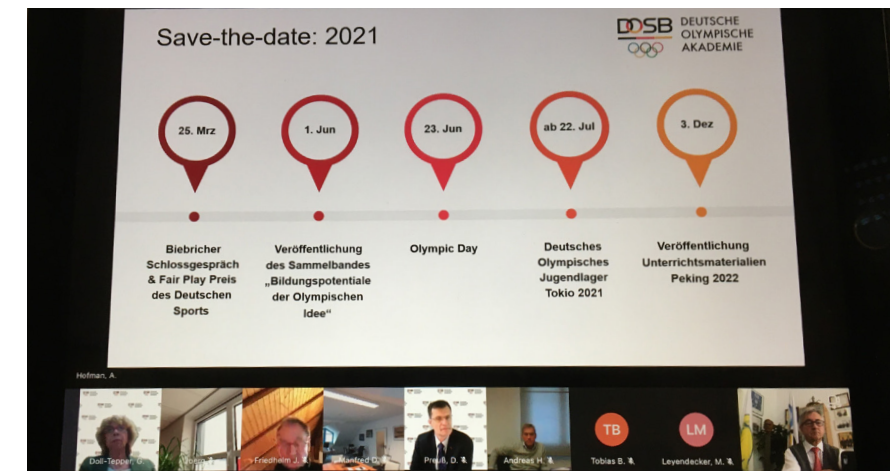 Save-the-date: 2021
DOSB
DEUTSCHE
OLYMPISCHE
AKADEMIE
25. Mrz
1. Jun
23. Jun
ab 22. Jul
3. Dez
Biebricher
Schlossgespräch
& Fair Play Preis
des Deutschen
Sports
Veröffentlichung
des Sammelbandes
„Bildungspotentiale
der Olympischen
Idee“
Olympic Day
Deutsches
Olympisches
Jugendlager
Tokio 2021
Veröffentlichung
Unterrichtsmaterialien
Peking 2022
Hofman, A.
Doll-Tepper, G.
Friedhelm J.
Manfred
Preuß, D.
Andreas H.
TB
Tobias B.
LM
Leyendecker, M.